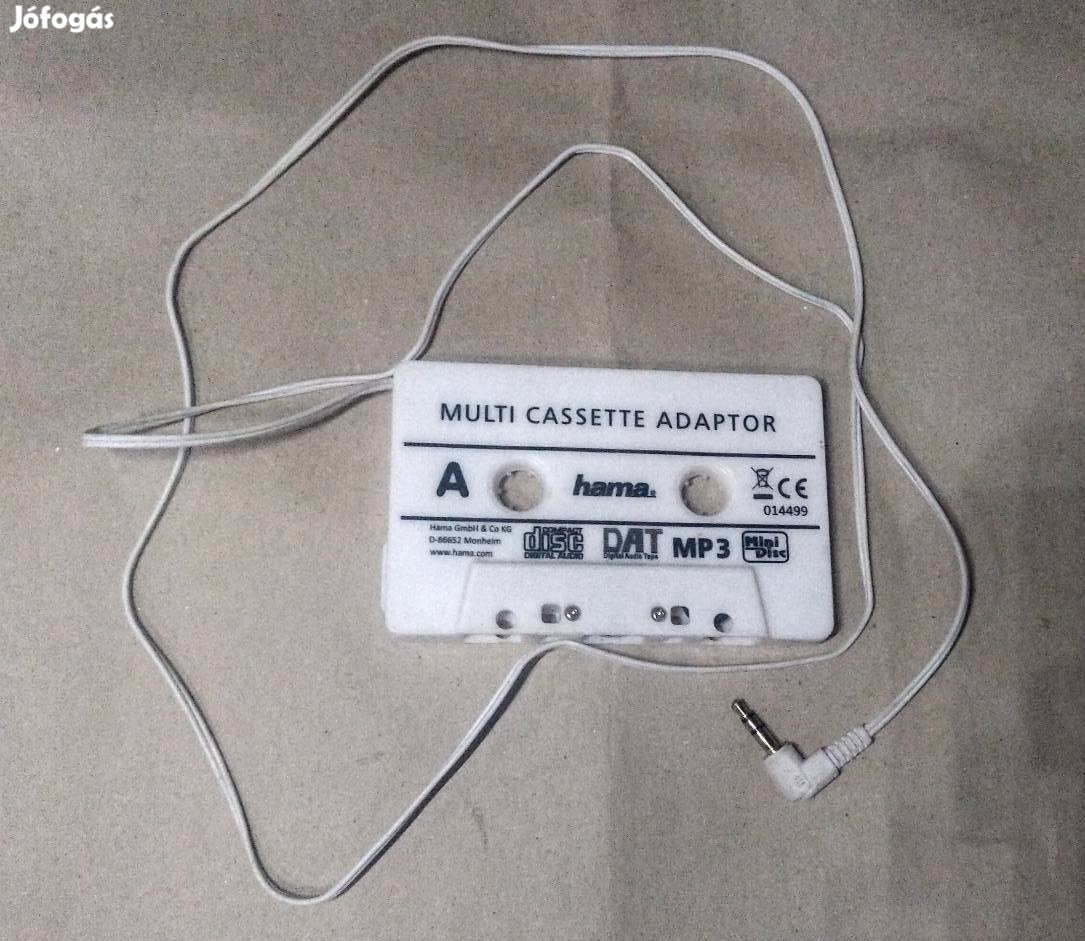 Jófogás
MULTI CASSETTE ADAPTOR
A hama® CE
014499
Hama GmbH & Co KG
D-86652 Monheim
www.hama.com
COMPACT
disc
DIGITAL AUDIO
DAT
Digital Audio Tape
MP3
Mini
Disc